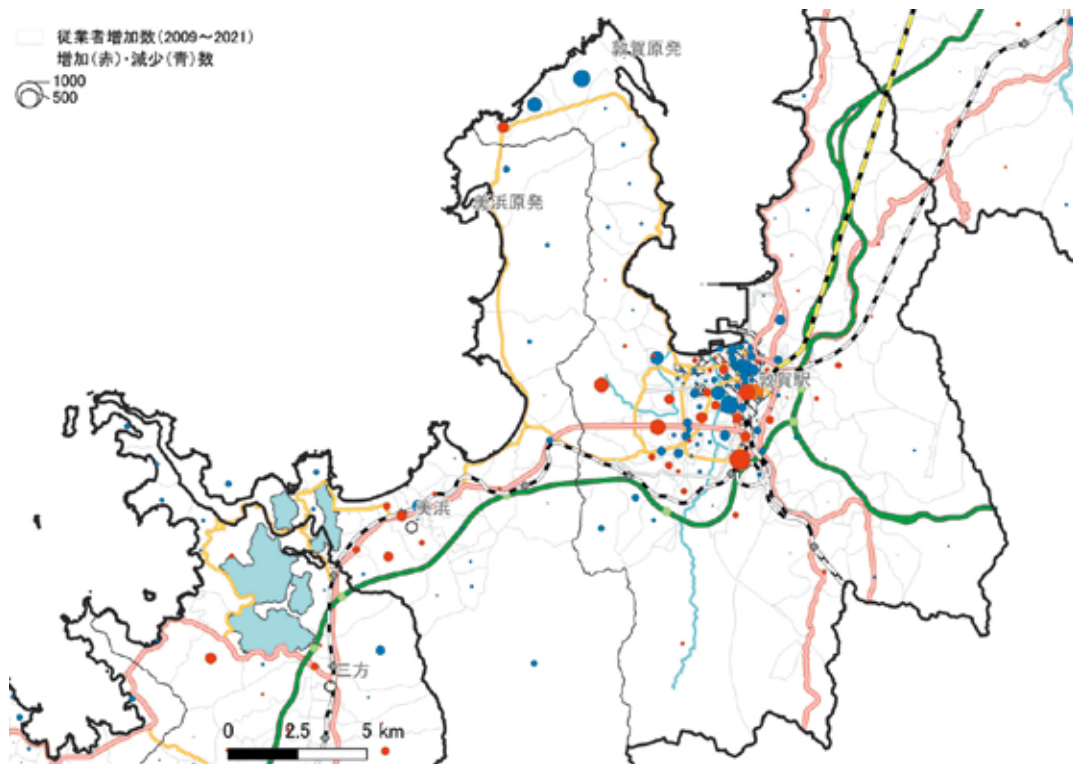 従業者増加数(2009～2021)
増加(赤)・減少(青)数
1000
500
敦賀原発
美浜原発
敦賀駅
美浜
三方
0 2.5 5 km